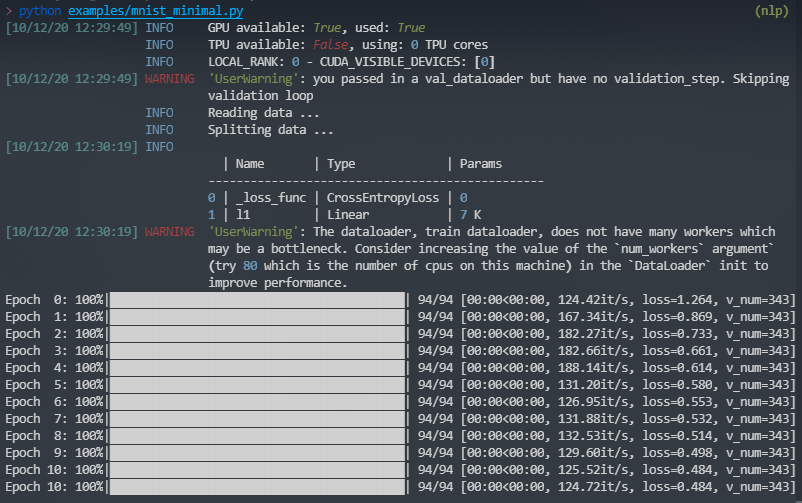 > python examples/mnist_minimal.py (nlp)
[10/12/20 12:29:49] INFO GPU available: True, used: True
INFO TPU available: False, using: 0 TPU cores
INFO LOCAL_RANK: 0 - CUDA_VISIBLE_DEVICES: [0]
[10/12/20 12:29:49] WARNING 'UserWarning': you passed in a val_dataloader but have no validation_step. Skipping
validation loop
INFO Reading data ...
INFO Splitting data ...
[10/12/20 12:30:19] INFO
| Name | Type | Params
------------------------------------------------
0 | _loss_func | CrossEntropyLoss | 0
1 | l1 | Linear | 7 K
[10/12/20 12:30:19] WARNING 'UserWarning': The dataloader, train dataloader, does not have many workers which
may be a bottleneck. Consider increasing the value of the `num_workers` argument`
(try 80 which is the number of cpus on this machine) in the `DataLoader` init to
improve performance.
Epoch 0: 100%| | 94/94 [00:00<00:00, 124.42it/s, loss=1.264, v_num=343]
Epoch 1: 100%| | 94/94 [00:00<00:00, 167.34it/s, loss=0.869, v_num=343]
Epoch 2: 100%| | 94/94 [00:00<00:00, 182.27it/s, loss=0.733, v_num=343]
Epoch 3: 100%| | 94/94 [00:00<00:00, 182.66it/s, loss=0.661, v_num=343]
Epoch 4: 100%| | 94/94 [00:00<00:00, 188.14it/s, loss=0.614, v_num=343]
Epoch 5: 100%| | 94/94 [00:00<00:00, 131.20it/s, loss=0.580, v_num=343]
Epoch 6: 100%| | 94/94 [00:00<00:00, 126.95it/s, loss=0.553, v_num=343]
Epoch 7: 100%| | 94/94 [00:00<00:00, 131.88it/s, loss=0.532, v_num=343]
Epoch 8: 100%| | 94/94 [00:00<00:00, 132.53it/s, loss=0.514, v_num=343]
Epoch 9: 100%| | 94/94 [00:00<00:00, 129.60it/s, loss=0.498, v_num=343]
Epoch 10: 100%| | 94/94 [00:00<00:00, 125.52it/s, loss=0.484, v_num=343]
Epoch 10: 100%| | 94/94 [00:00<00:00, 124.72it/s, loss=0.484, v_num=343]